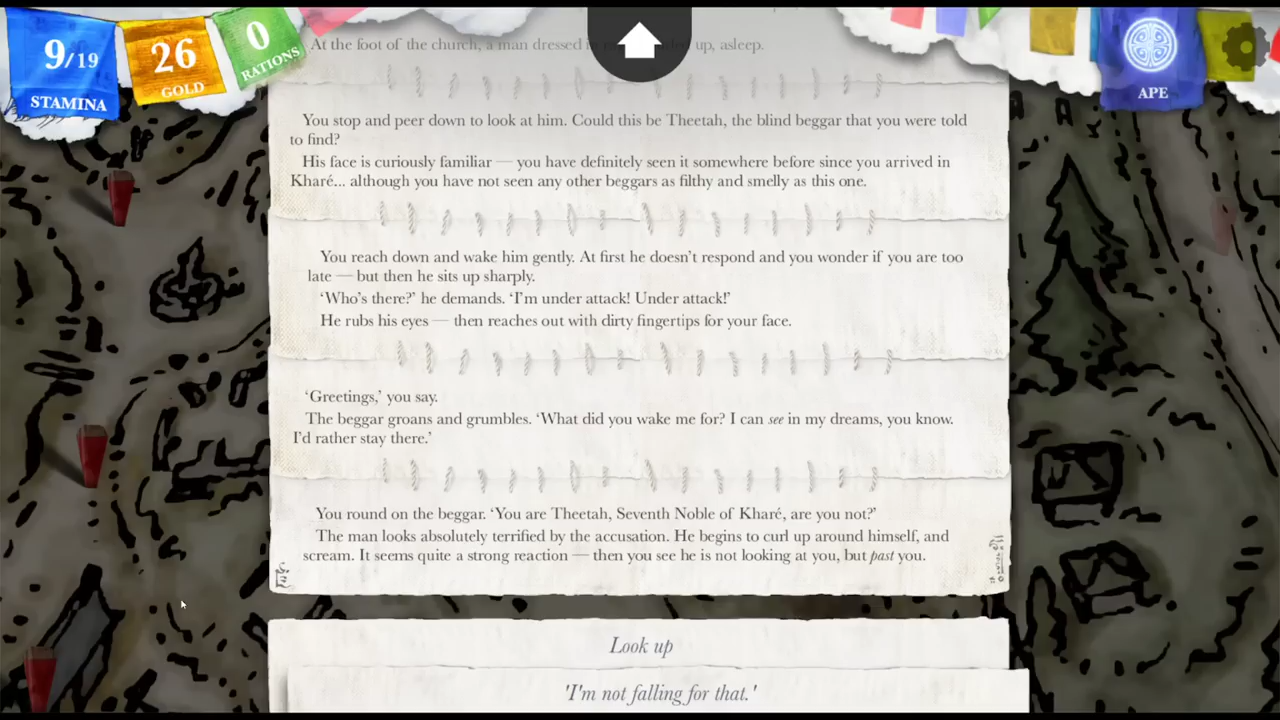 9/19
STAMINA
26
GOLD
0
RATIONS
APE
At the foot of the church, a man dressed up, asleep.
You stop and peer down to look at him. Could this be Theetah, the blind beggar that you were told
to find?
His face is curiously familiar — you have definitely seen it somewhere before since you arrived in
Kharé... although you have not seen any other beggars as filthy and smelly as this one.
You reach down and wake him gently. At first he doesn’t respond and you wonder if you are too
late — but then he sits up sharply.
‘Who’s there?’ he demands. ‘I’m under attack! Under attack!’
He rubs his eyes — then reaches out with dirty fingertips for your face.
‘Greetings,’ you say.
The beggar groans and grumbles. ‘What did you wake me for? I can see in my dreams, you know.
I’d rather stay there.’
You round on the beggar. ‘You are Theetah, Seventh Noble of Kharé, are you not?’
The man looks absolutely terrified by the accusation. He begins to curl up around himself, and
scream. It seems quite a strong reaction — then you see he is not looking at you, but past you.
Look up
'I'm not falling for that.'